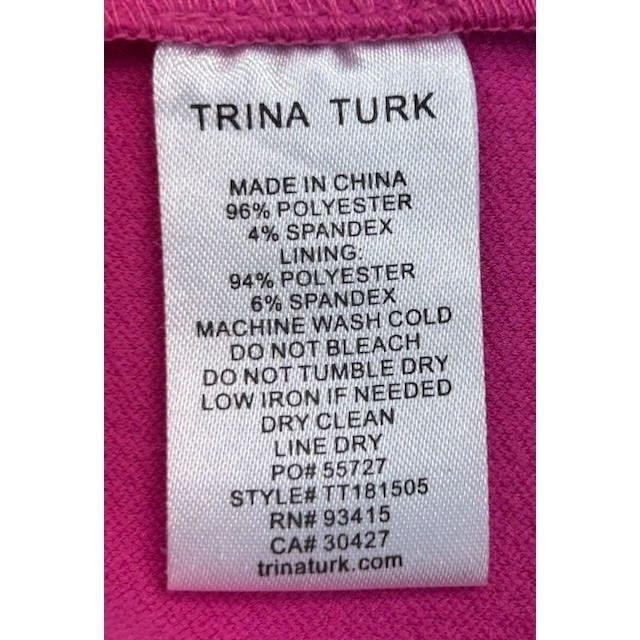 TRINA TURK
MADE IN CHINA
96% POLYESTER
4% SPANDEX
LINING:
94% POLYESTER
6% SPANDEX
MACHINE WASH COLD
DO NOT BLEACH
DO NOT TUMBLE DRY
LOW IRON IF NEEDED
DRY CLEAN
LINE DRY
PO# 55727
STYLE# TT181505
RN# 93415
CA# 30427
trinaturk.com